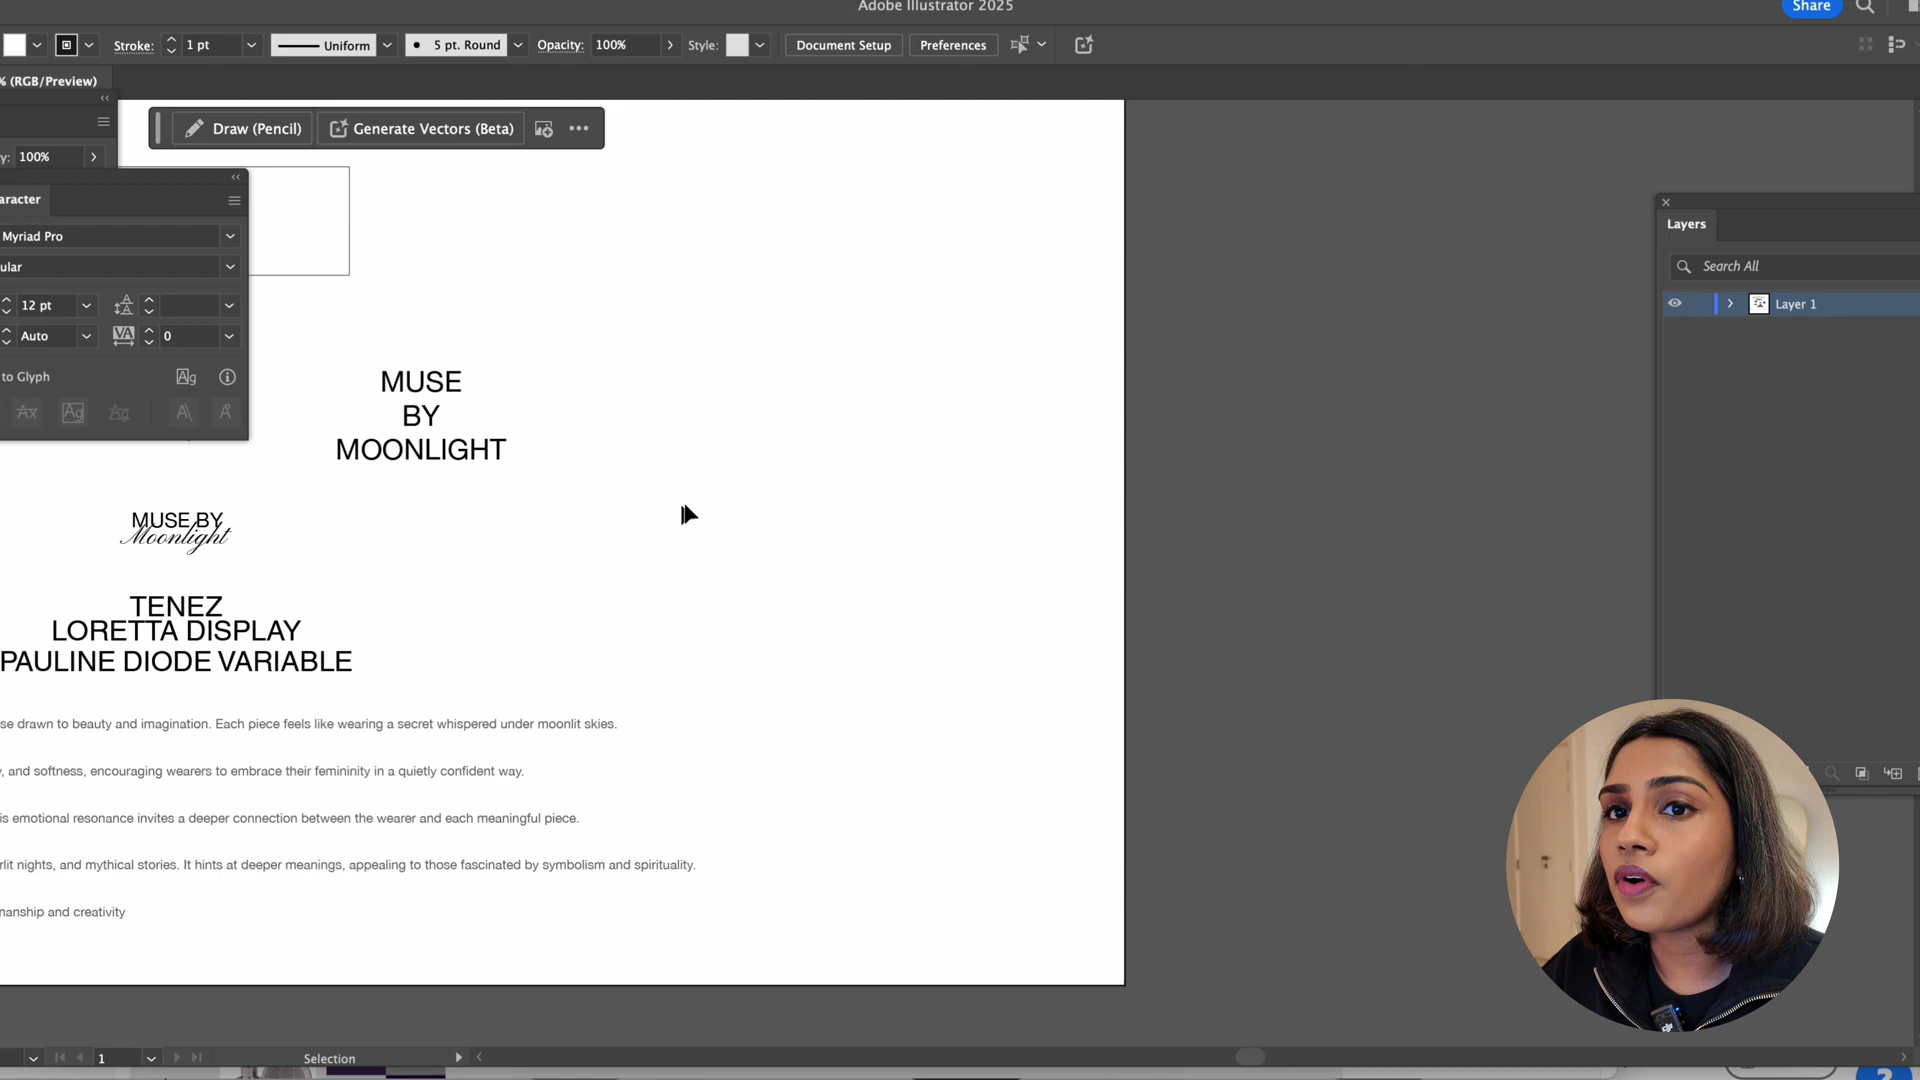 Adobe Illustrator 2025
Share
Stroke: 1 pt Uniform 5 pt. Round Opacity: 100% Style: Document Setup Preferences
% (RGB/Preview)
Draw (Pencil) Generate Vectors (Beta)
y: 100%
aracter
Myriad Pro
ular
12 pt
Auto 0
to Glyph
Layers
Search All
Layer 1
MUSE
BY
MOONLIGHT
MUSE BY
Moonlight
TENEZ
LORETTA DISPLAY
PAULINE DIODE VARIABLE
se drawn to beauty and imagination. Each piece feels like wearing a secret whispered under moonlit skies.
, and softness, encouraging wearers to embrace their femininity in a quietly confident way.
is emotional resonance invites a deeper connection between the wearer and each meaningful piece.
rlit nights, and mythical stories. It hints at deeper meanings, appealing to those fascinated by symbolism and spirituality.
manship and creativity
1 Selection